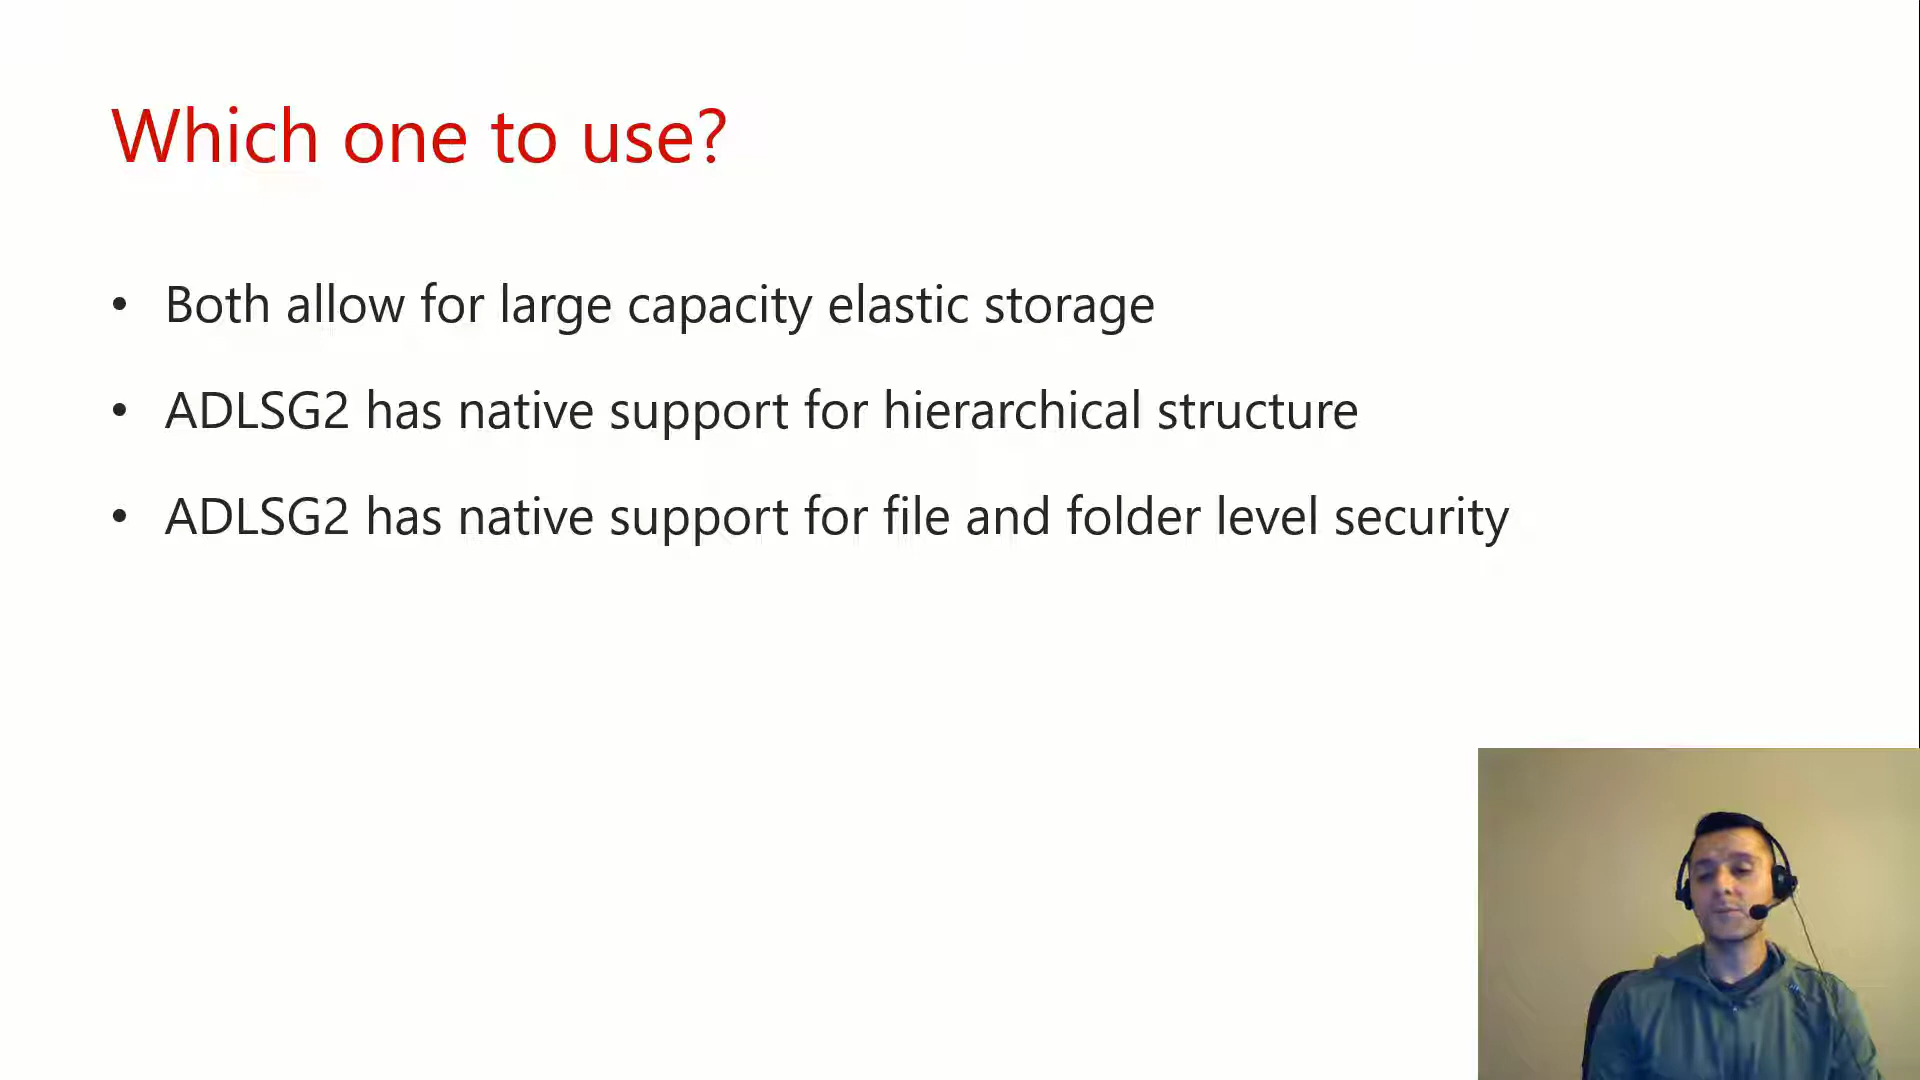 Which one to use?
• Both allow for large capacity elastic storage
• ADLSG2 has native support for hierarchical structure
• ADLSG2 has native support for file and folder level security